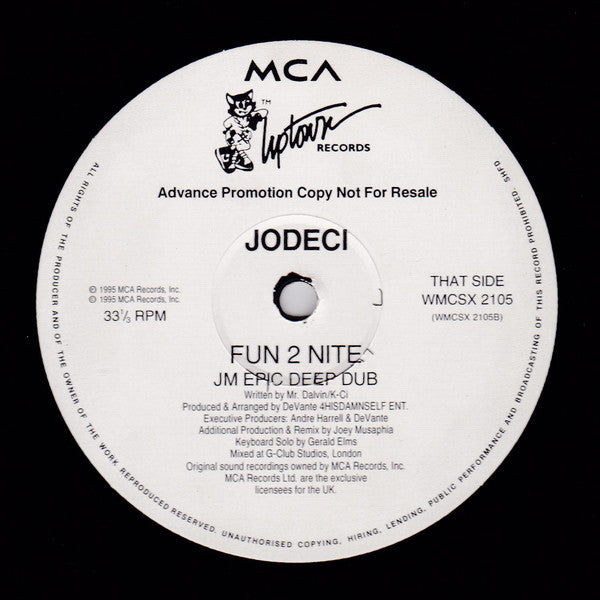 MCA
TM
Uptown
RECORDS
Advance Promotion Copy Not For Resale
JODECI
℗ 1995 MCA Records, Inc.
© 1995 MCA Records, Inc.
33⅓ RPM
THAT SIDE
WMCSX 2105
(WMCSX 2105B)
FUN 2 NITE
JM EPIC DEEP DUB
Written by Mr. Dalvin/K-Ci
Produced & Arranged by DeVante 4HISDAMNSELF ENT.
Executive Producers: Andre Harrell & DeVante
Additional Production & Remix by Joey Musaphia
Keyboard Solo by Gerald Elms
Mixed at G-Club Studios, London
Original sound recordings owned by MCA Records, Inc.
MCA Records Ltd. are the exclusive
licensees for the UK.
ALL RIGHTS OF THE PRODUCER AND OF THE OWNER OF THE WORK REPRODUCED RESERVED. UNAUTHORISED COPYING, HIRING, LENDING, PUBLIC PERFORMANCE AND BROADCASTING OF THIS RECORD PROHIBITED. SHFD